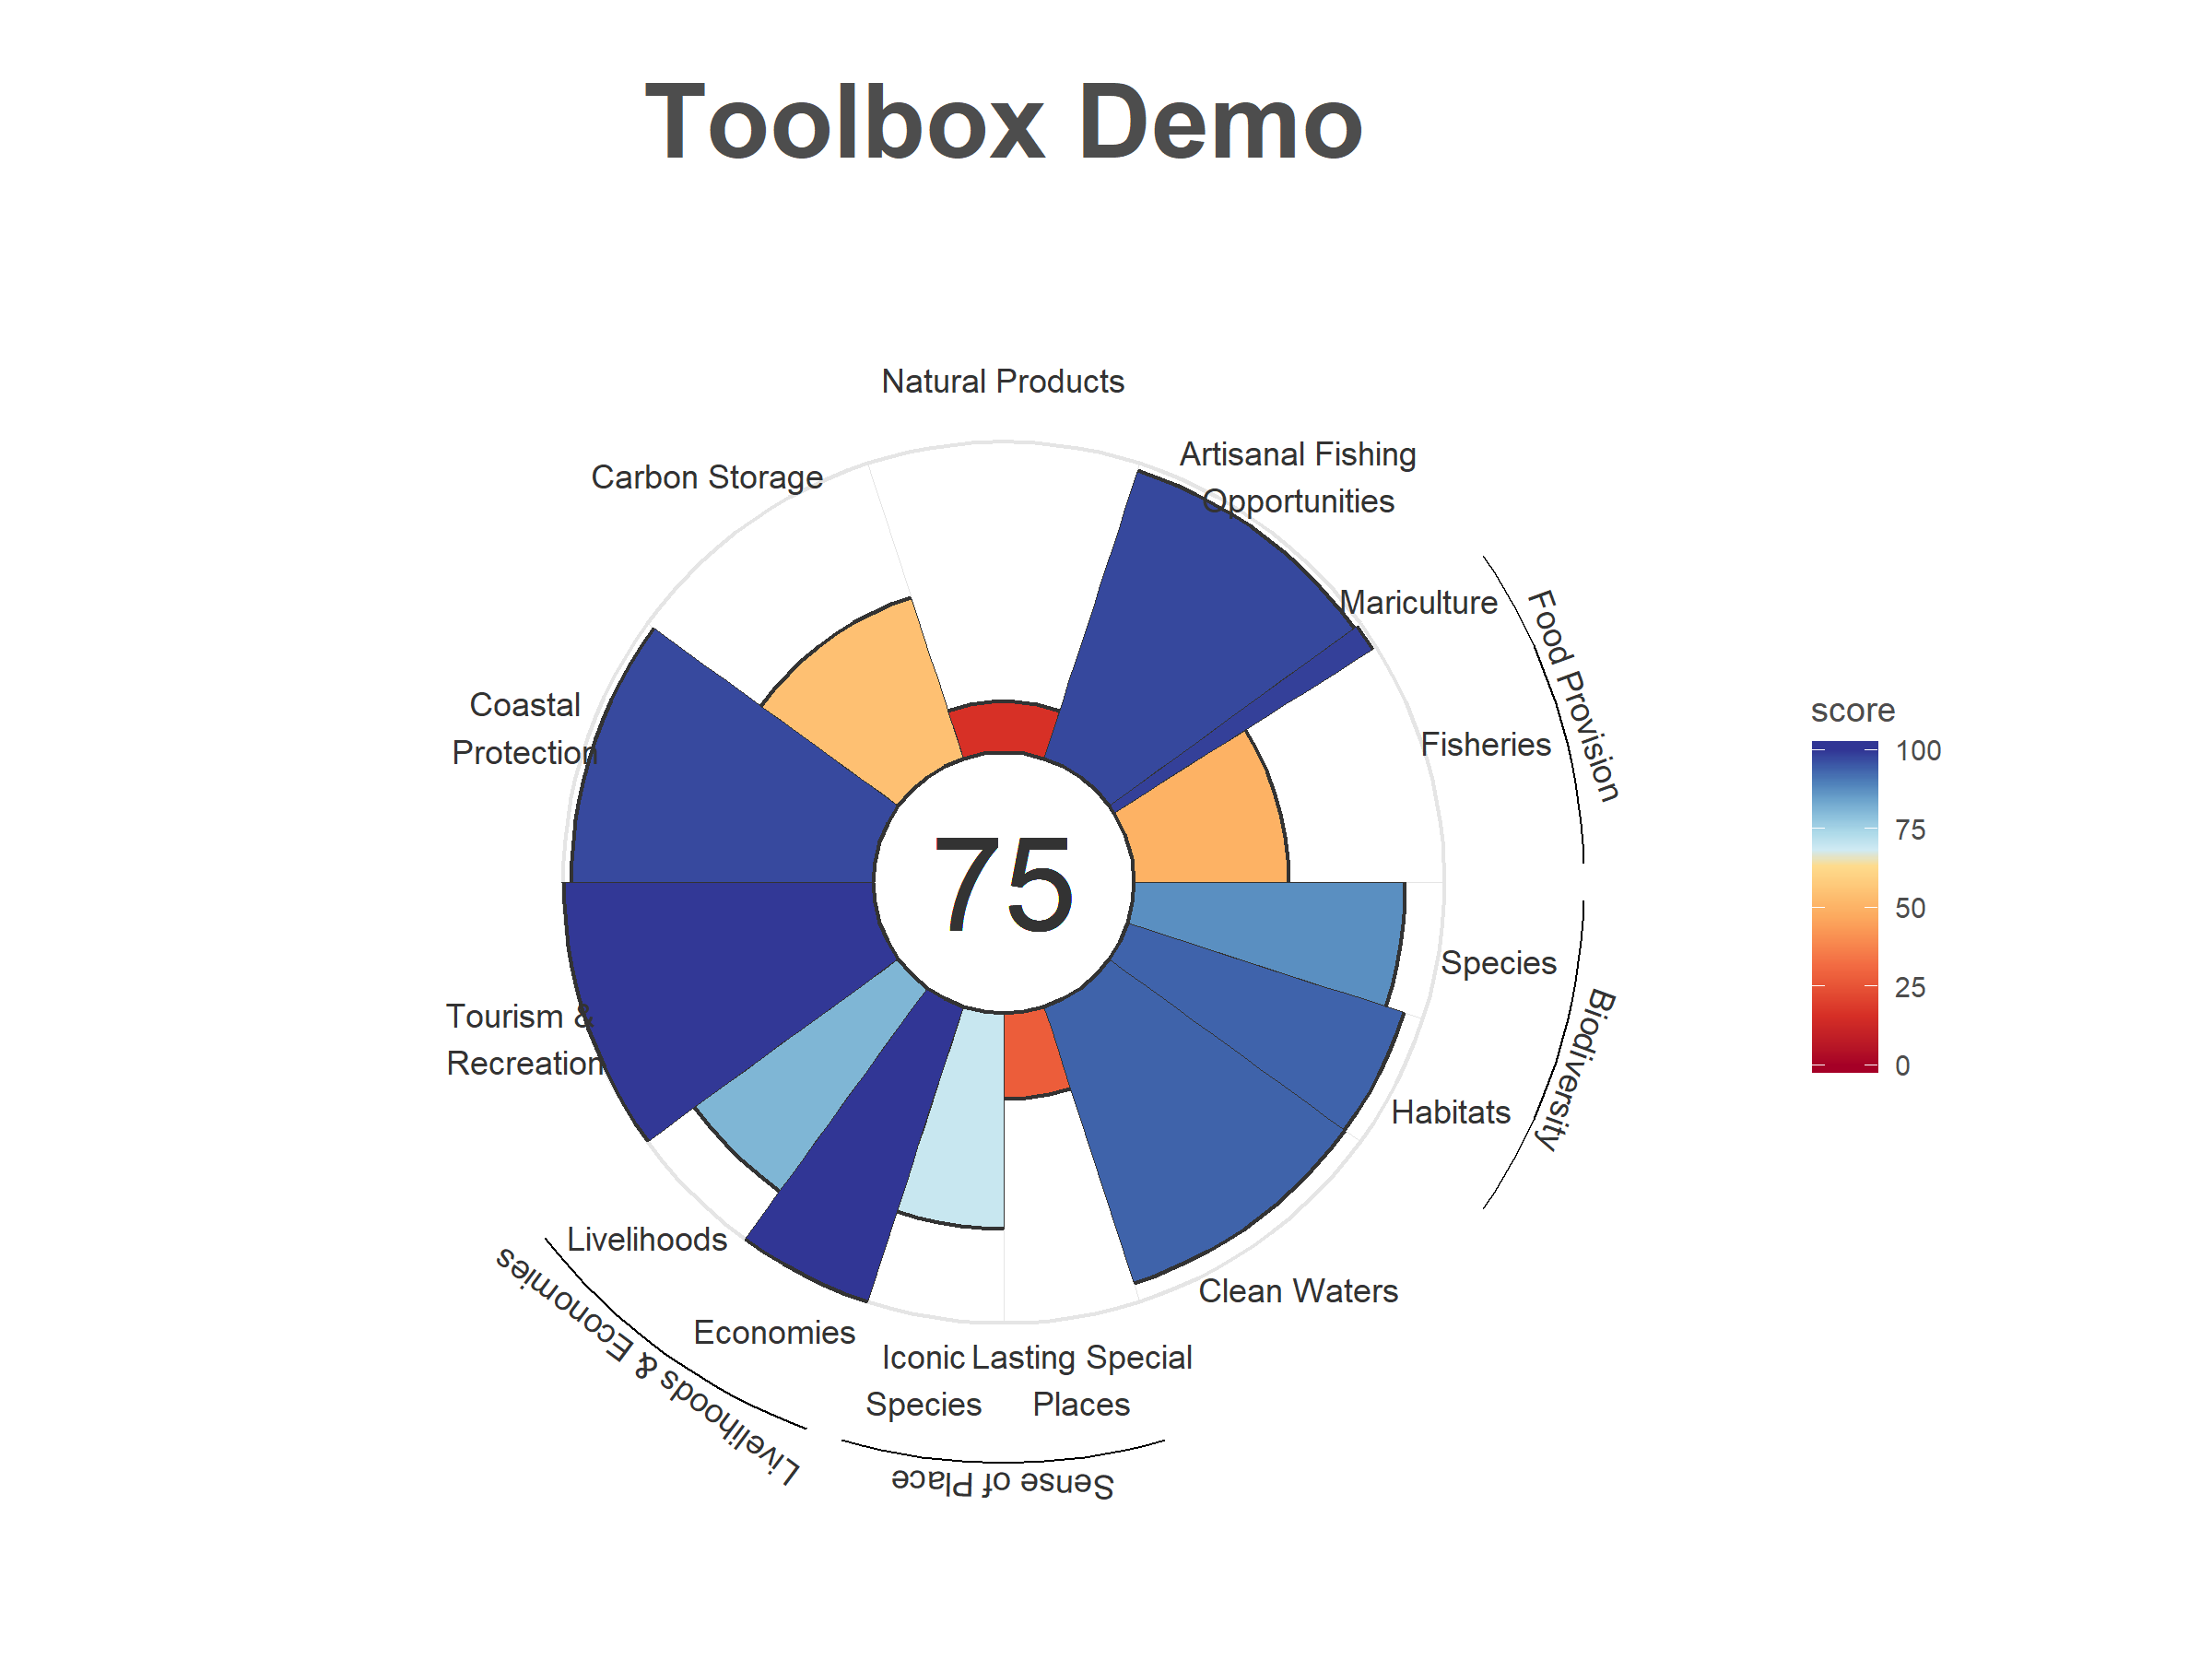 Toolbox Demo
Natural Products
Artisanal Fishing
Opportunities
Carbon Storage
Mariculture
Food Provision
Fisheries
Coastal
Protection
score
100
75
50
25
0
75
Species
Biodiversity
Tourism &
Recreation
Habitats
Livelihoods
Clean Waters
Economies
Livelihoods & Economies
Iconic
Species
Lasting Special
Places
Sense of Place